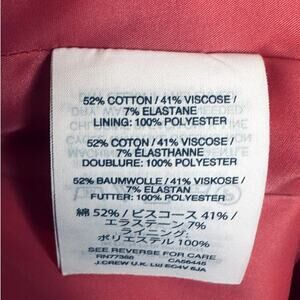 52% COTTON / 41% VISCOSE /
7% ELASTANE
LINING: 100% POLYESTER
52% COTON / 41% VISCOSE /
7% ELASTHANNE
DOUBLURE: 100% POLYESTER
52% BAUMWOLLE / 41% VISKOSE /
7% ELASTAN
FUTTER: 100% POLYESTER
綿 52% / ビスコース 41% /
エラステーン 7%
ライニング:
ポリエステル 100%
SEE REVERSE FOR CARE
RN77388 CA56445
J.CREW U.K. Ltd EC4V 6JA